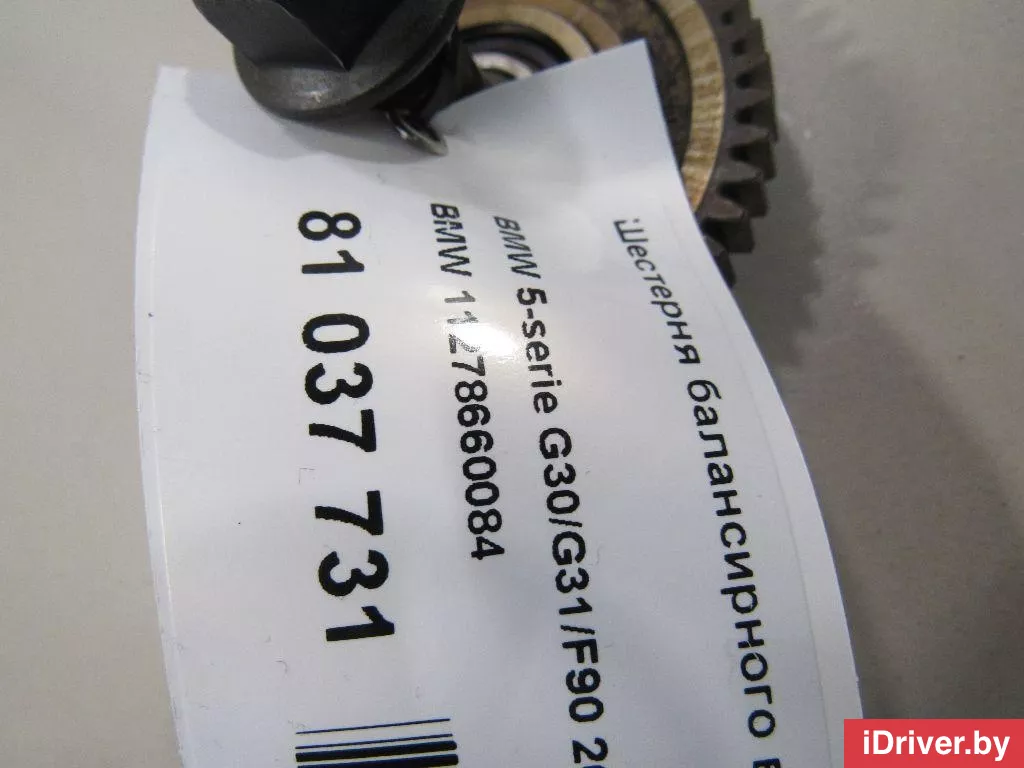 Шестерня балансирного
BMW 5-serie G30/G31/F90
BMW 11278660084
81 037 731
iDriver.by